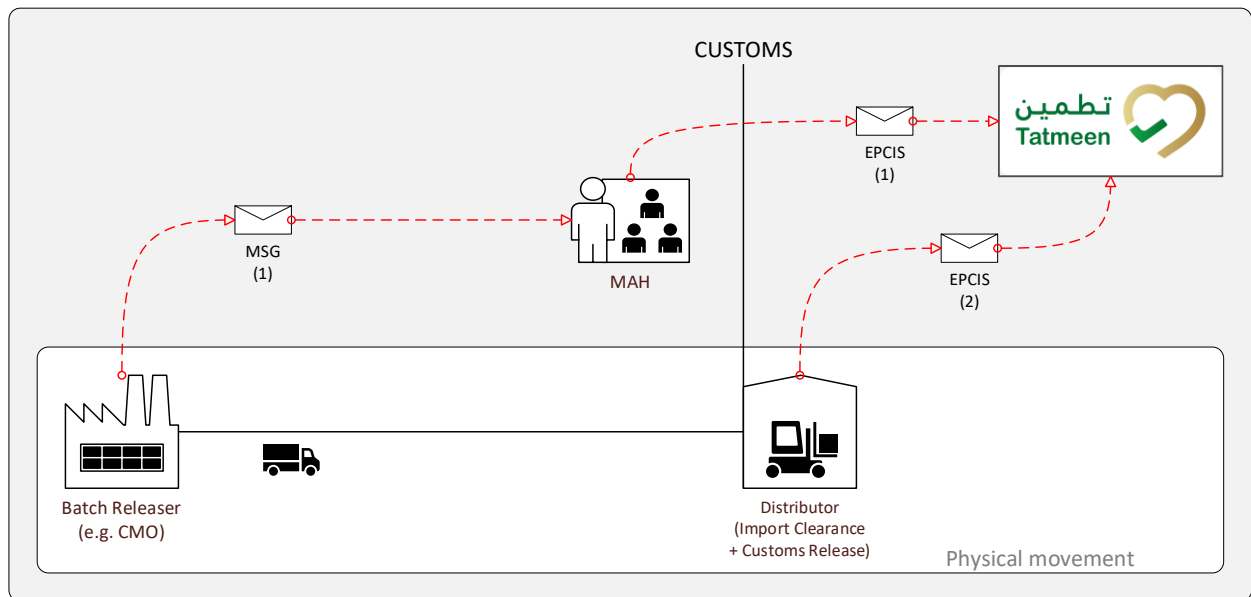 CUSTOMS
تطمين
Tatmeen
EPCIS
(1)
MSG
(1)
MAH
EPCIS
(2)
Batch Releaser
(e.g. CMO)
Distributor
(Import Clearance
+ Customs Release)
Physical movement